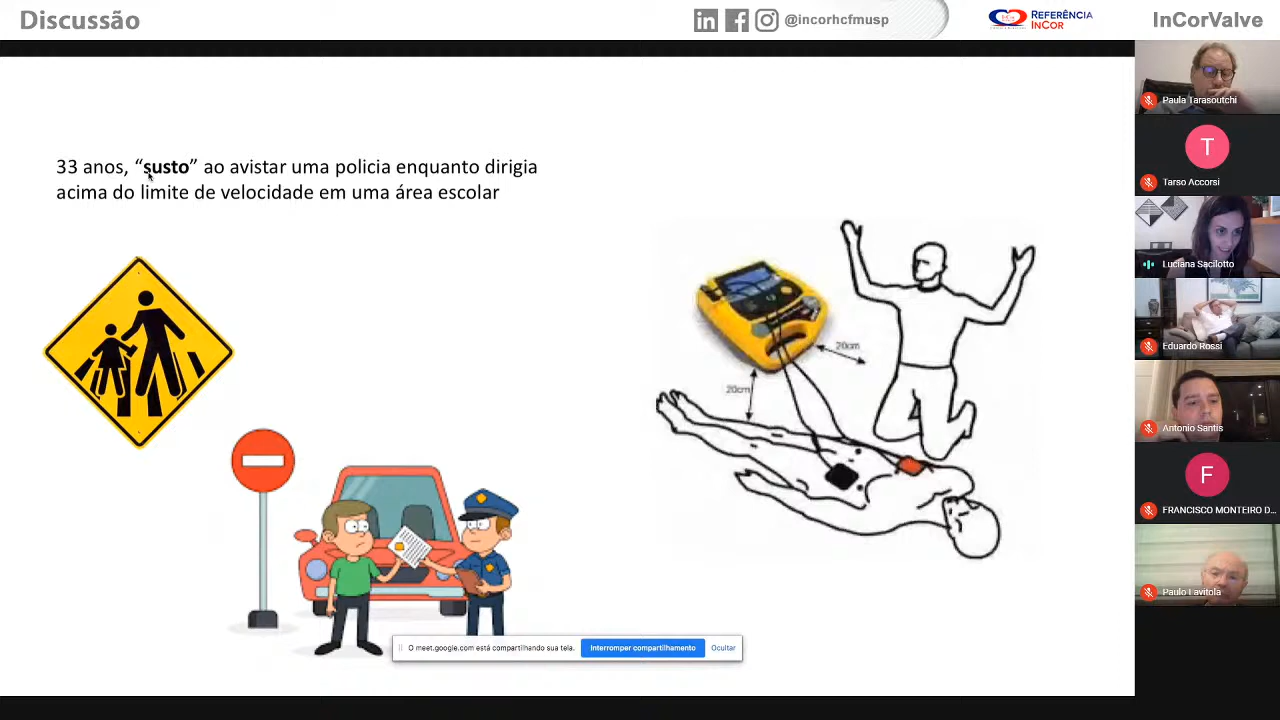 Discussão
@incorhcfmusp
REFERÊNCIA
INCOR
InCorValve
33 anos, “susto” ao avistar uma policia enquanto dirigia
acima do limite de velocidade em uma área escolar
20cm
20cm
O meet.google.com está compartilhando sua tela.
Interromper compartilhamento
Ocultar
Paula Tarasoutchi
T
Tarso Accorsi
Luciana Sacilotto
Eduardo Rossi
Antonio Santis
F
FRANCISCO MONTEIRO D...
Paulo Lavitola